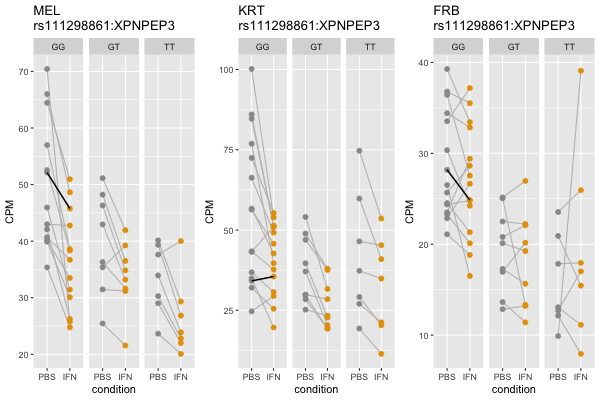 MEL
rs111298861:XPNPEP3
GG GT TT
70
60
50
40
30
20
CPM
PBS IFN PBS IFN PBS IFN
condition
KRT
rs111298861:XPNPEP3
GG GT TT
100
75
50
25
CPM
PBS IFN PBS IFN PBS IFN
condition
FRB
rs111298861:XPNPEP3
GG GT TT
40
30
20
10
CPM
PBS IFN PBS IFN PBS IFN
condition